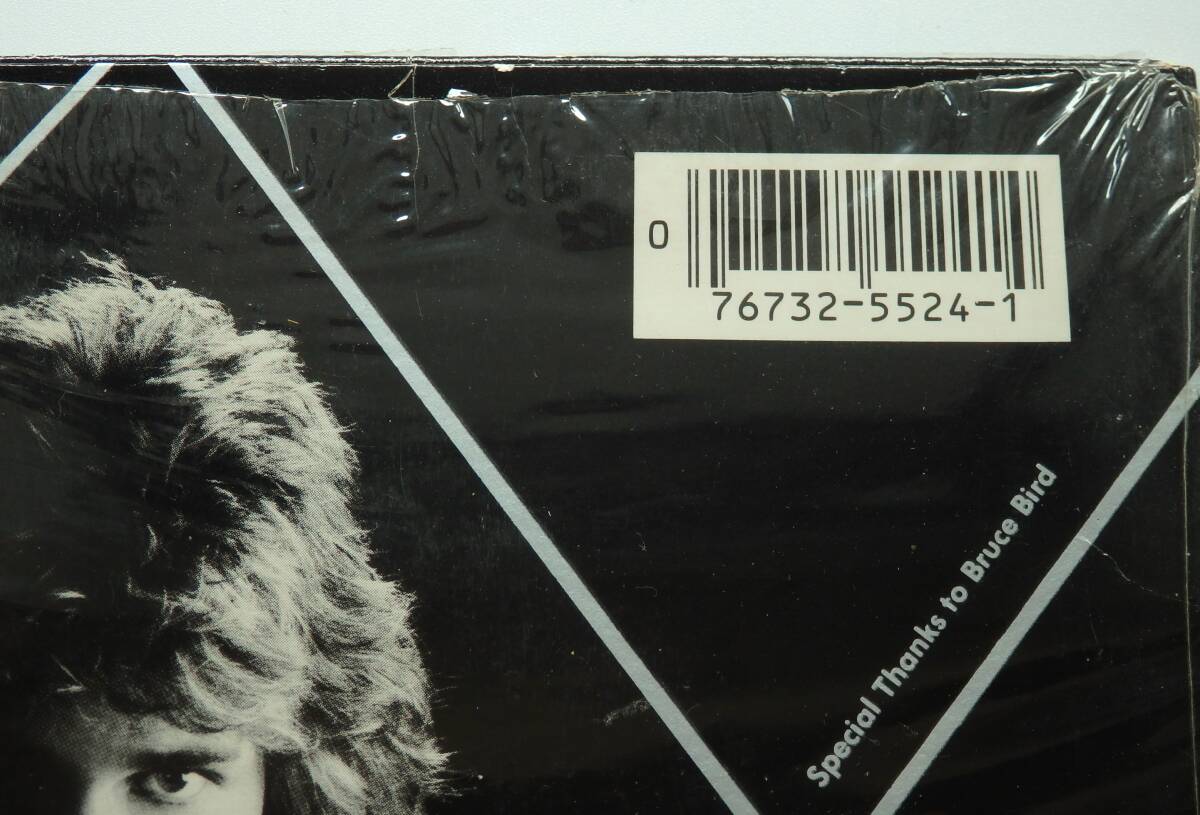 0
76732-5524-1
Special Thanks to Bruce Bird